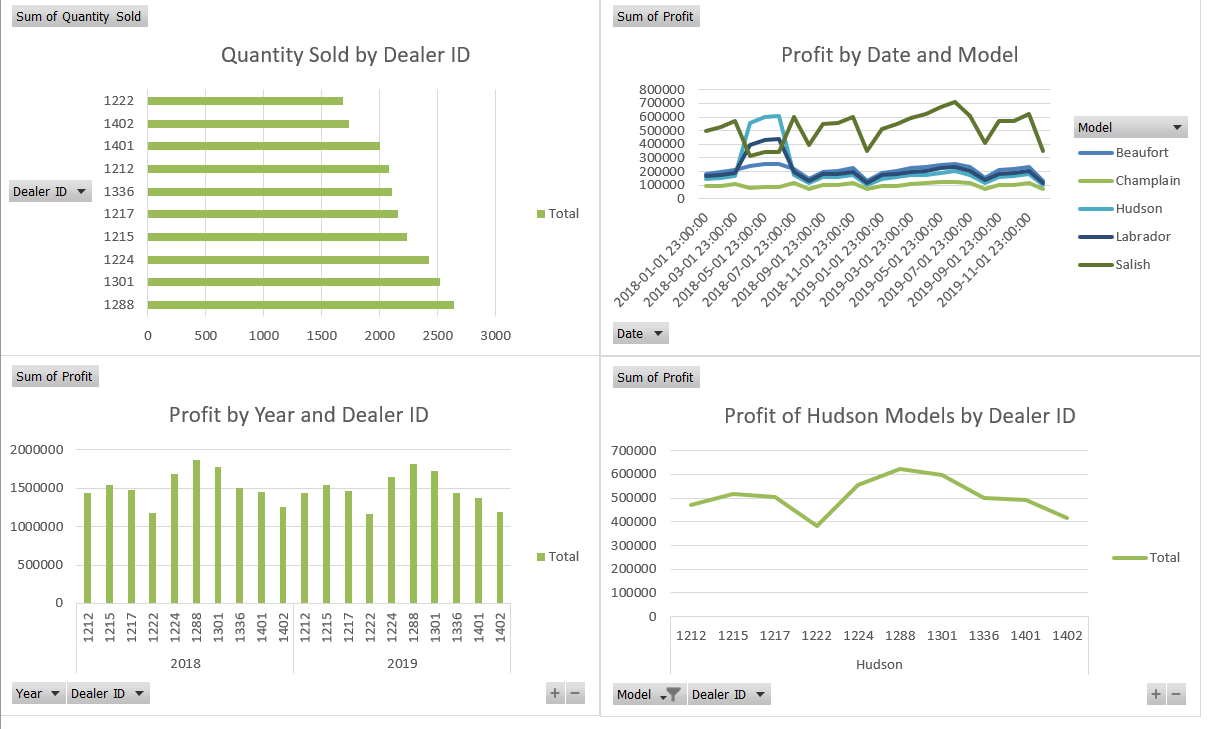 Sum of Quantity Sold
Quantity Sold by Dealer ID
1222
1402
1401
1212
1336
1217
1215
1224
1301
1288
Dealer ID
Total
0 500 1000 1500 2000 2500 3000
Sum of Profit
Profit by Date and Model
800000
700000
600000
500000
400000
300000
200000
100000
0
2018-01-01 23:00:00
2018-03-01 23:00:00
2018-05-01 23:00:00
2018-07-01 23:00:00
2018-09-01 23:00:00
2018-11-01 23:00:00
2019-01-01 23:00:00
2019-03-01 23:00:00
2019-05-01 23:00:00
2019-07-01 23:00:00
2019-09-01 23:00:00
2019-11-01 23:00:00
Model
Beaufort
Champlain
Hudson
Labrador
Salish
Date
Sum of Profit
Profit by Year and Dealer ID
2000000
1500000
1000000
500000
0
1212 1215 1217 1222 1224 1288 1301 1336 1401 1402 1212 1215 1217 1222 1224 1288 1301 1336 1401 1402
2018 2019
Total
Year Dealer ID
+ −
Sum of Profit
Profit of Hudson Models by Dealer ID
700000
600000
500000
400000
300000
200000
100000
0
1212 1215 1217 1222 1224 1288 1301 1336 1401 1402
Hudson
Total
Model Dealer ID
+ −